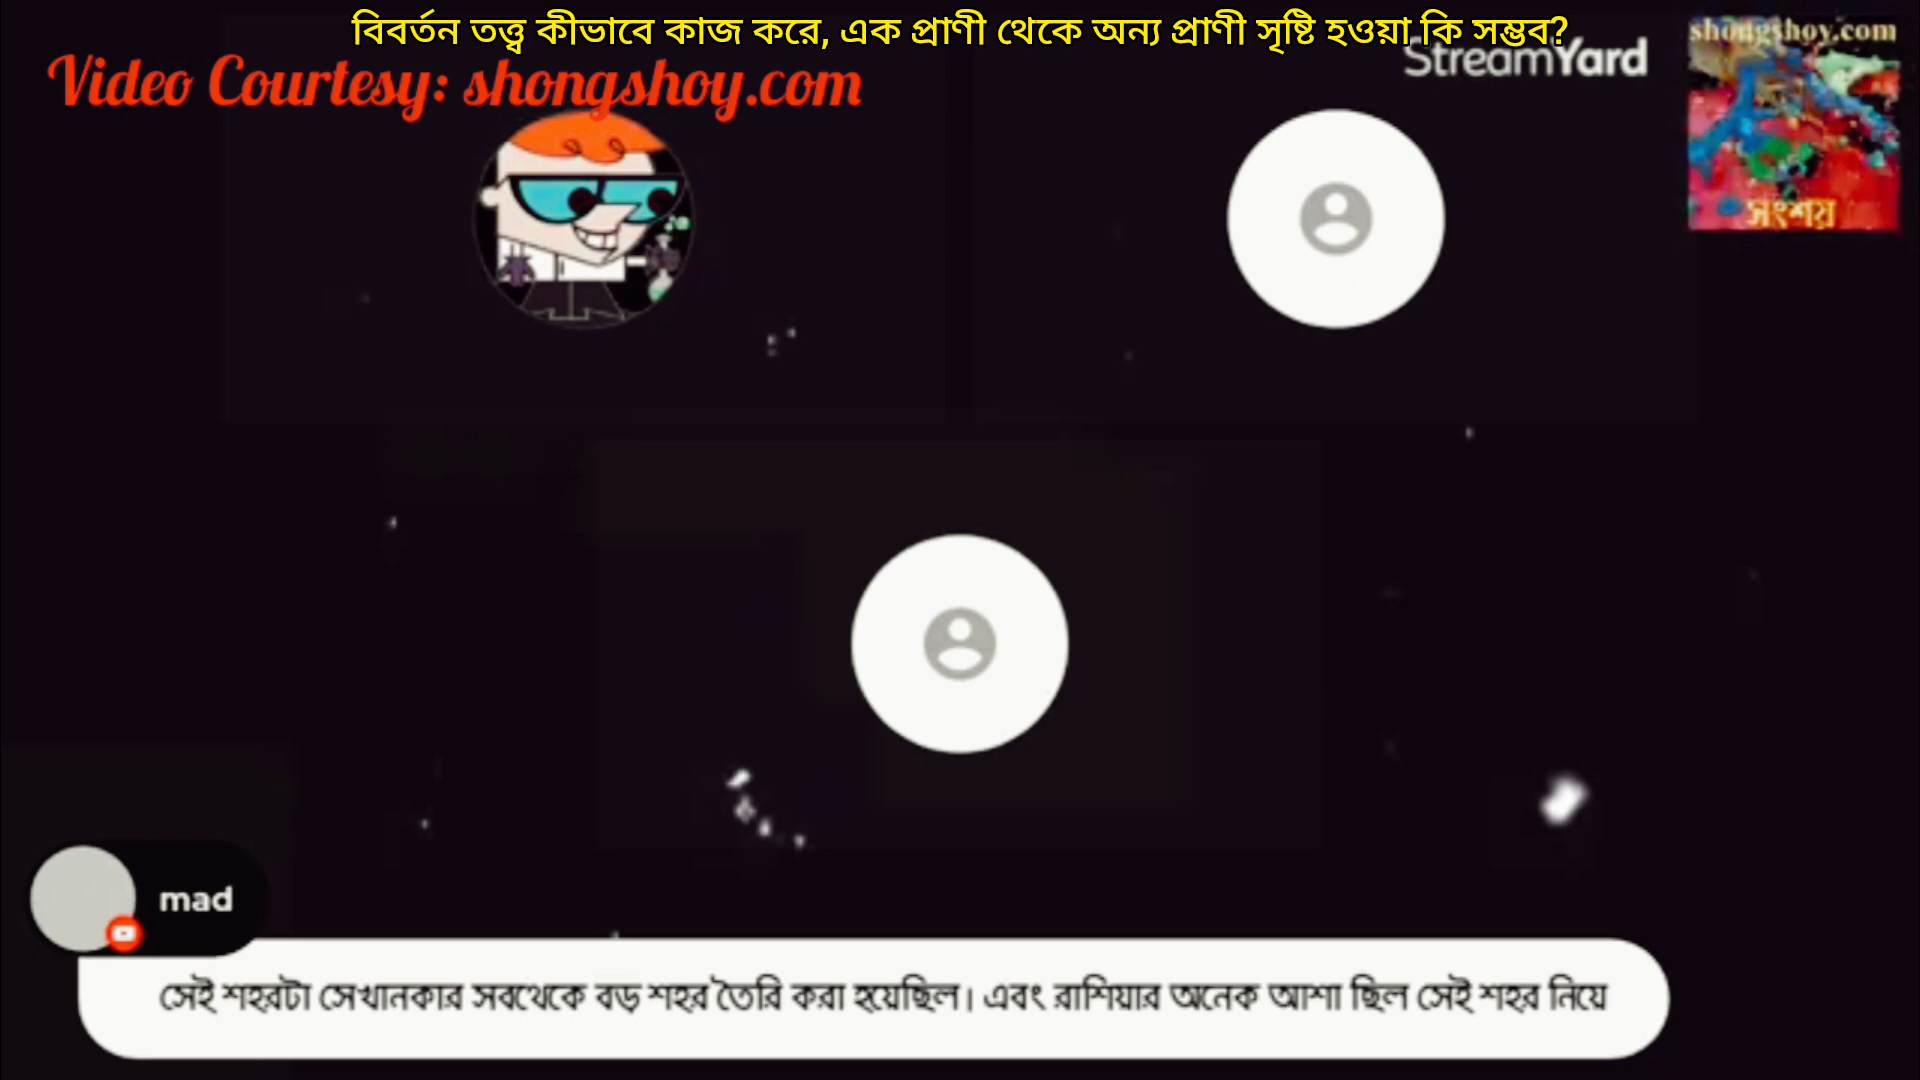 বিবর্তন তত্ত্ব কীভাবে কাজ করে, এক প্রাণী থেকে অন্য প্রাণী সৃষ্টি হওয়া কি সম্ভব?
shongshoy.com
StreamYard
Video Courtesy: shongshoy.com
সংশয়
mad
সেই শহরটা সেখানকার সবথেকে বড় শহর তৈরি করা হয়েছিল। এবং রাশিয়ার অনেক আশা ছিল সেই শহর নিয়ে